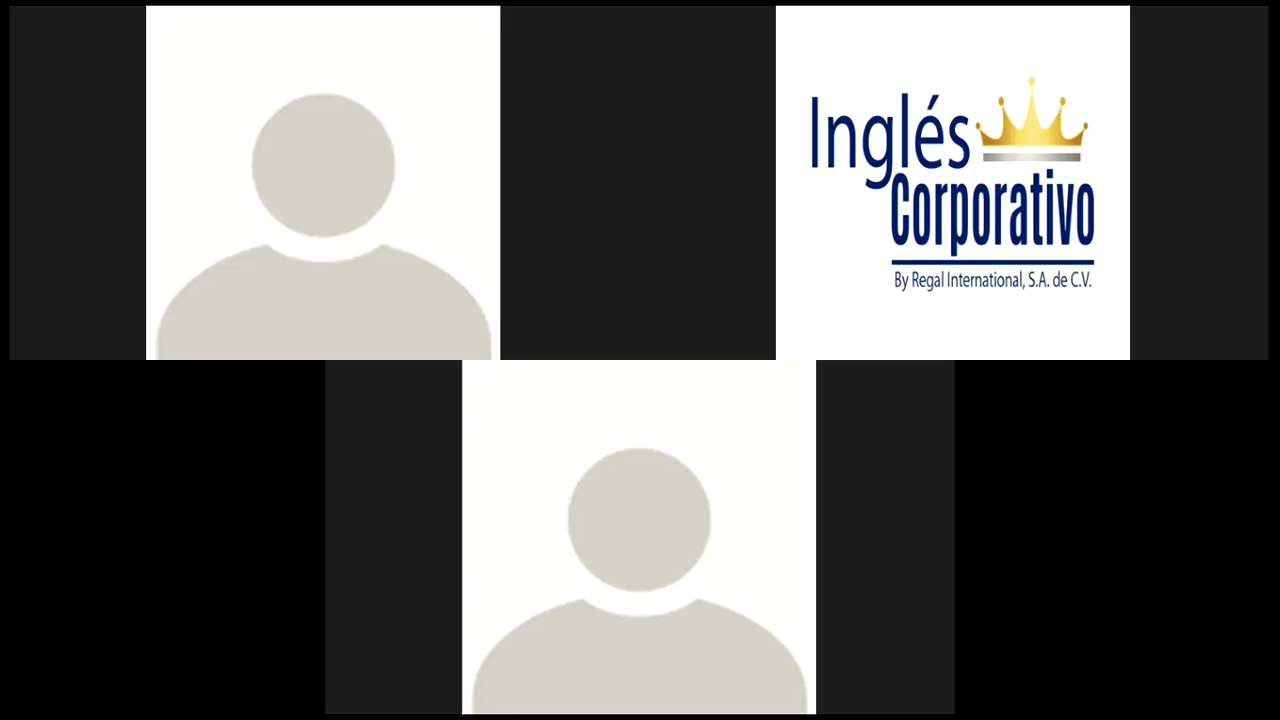 Inglés
Corporativo
By Regal International, S.A. de C.V.